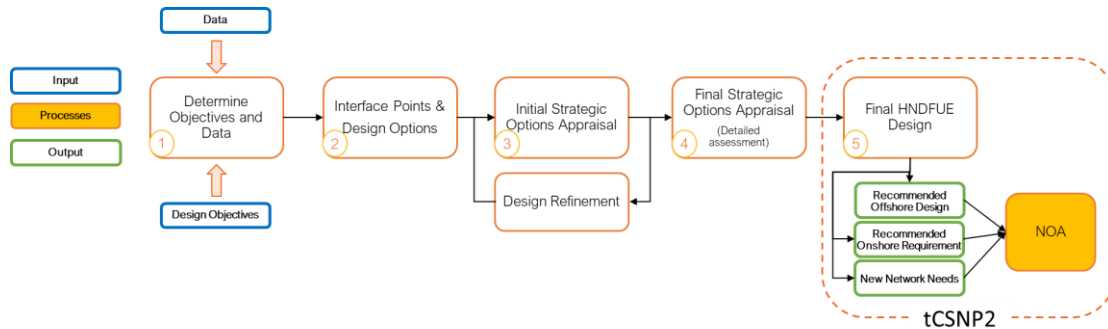 Data
Input
Processes
Output
Determine
Objectives and
Data
1
Design Objectives
Interface Points &
Design Options
2
Initial Strategic
Options Appraisal
3
Design Refinement
Final Strategic
Options Appraisal
(Detailed
assessment)
4
Final HNDFUE
Design
5
Recommended
Offshore Design
Recommended
Onshore Requirement
New Network Needs
NOA
tCSNP2